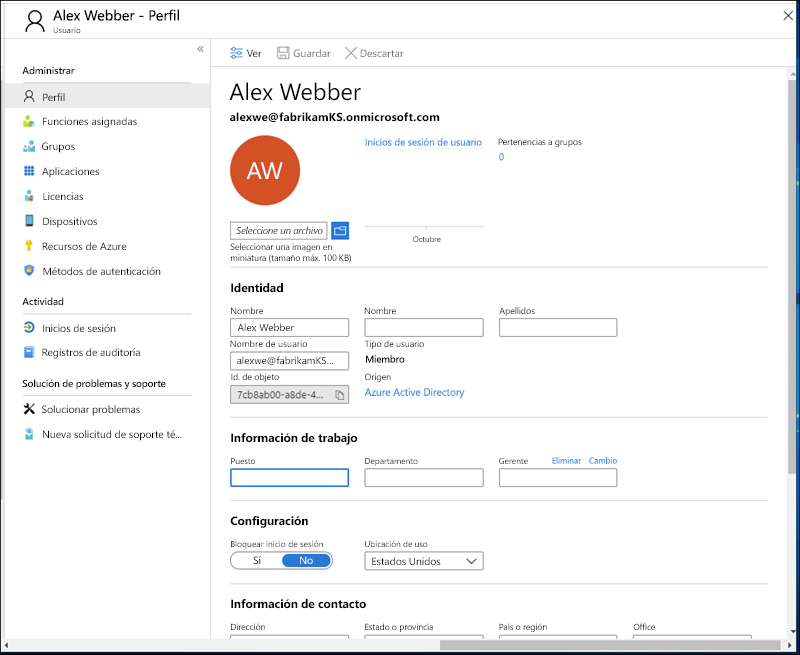 Alex Webber - Perfil
Usuario
Administrar
Perfil
Funciones asignadas
Grupos
Aplicaciones
Licencias
Dispositivos
Recursos de Azure
Métodos de autenticación
Actividad
Inicios de sesión
Registros de auditoría
Solución de problemas y soporte
Solucionar problemas
Nueva solicitud de soporte té...
Ver Guardar Descartar
Alex Webber
alexwe@fabrikamKS.onmicrosoft.com
AW
Inicios de sesión de usuario
Pertenencias a grupos
0
Seleccione un archivo
Octubre
Seleccionar una imagen en
miniatura (tamaño máx. 100 KB)
Identidad
Nombre Nombre Apellidos
Alex Webber
Nombre de usuario Tipo de usuario
alexwe@fabrikamKS... Miembro
Id. de objeto Origen
7cb8ab00-a8de-4... Azure Active Directory
Información de trabajo
Puesto Departamento Gerente Eliminar Cambio
Configuración
Bloquear inicio de sesión Ubicación de uso
Sí No Estados Unidos
Información de contacto
Dirección Estado o provincia País o región Office